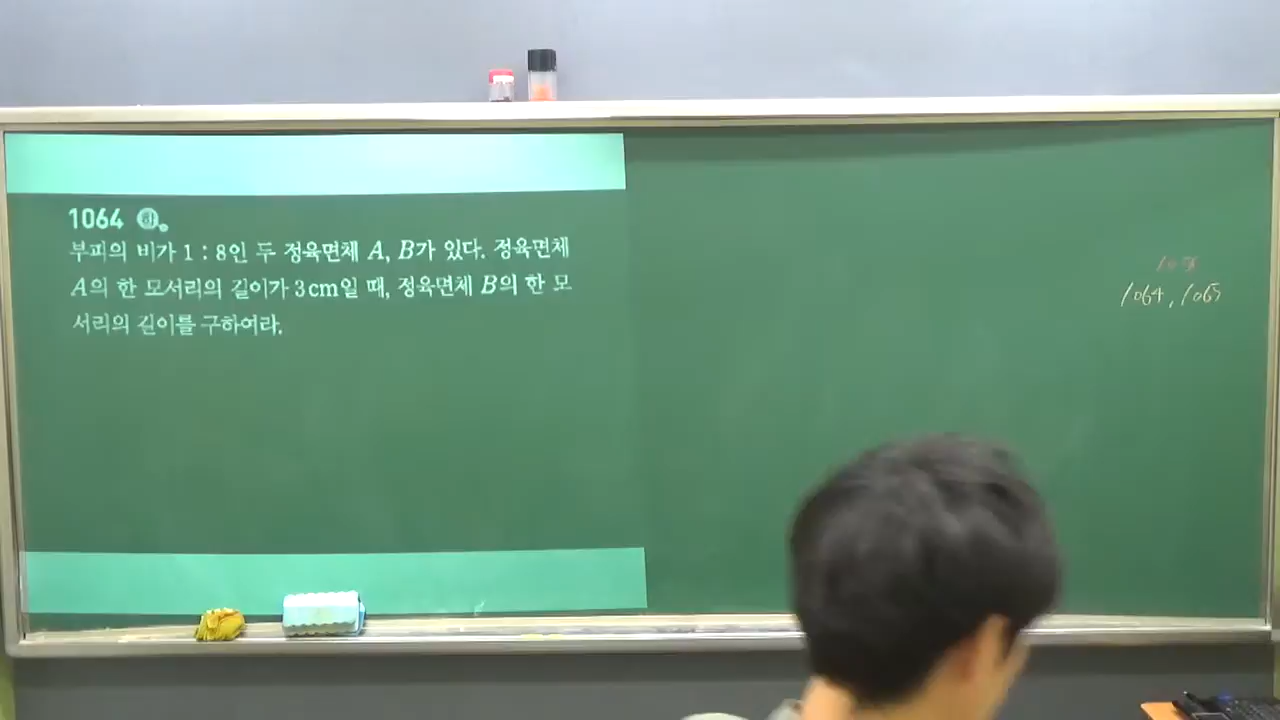 1064 하
부피의 비가 1 : 8인 두 정육면체 A, B가 있다. 정육면체
A의 한 모서리의 길이가 3cm일 때, 정육면체 B의 한 모
서리의 길이를 구하여라.
1064, 1065